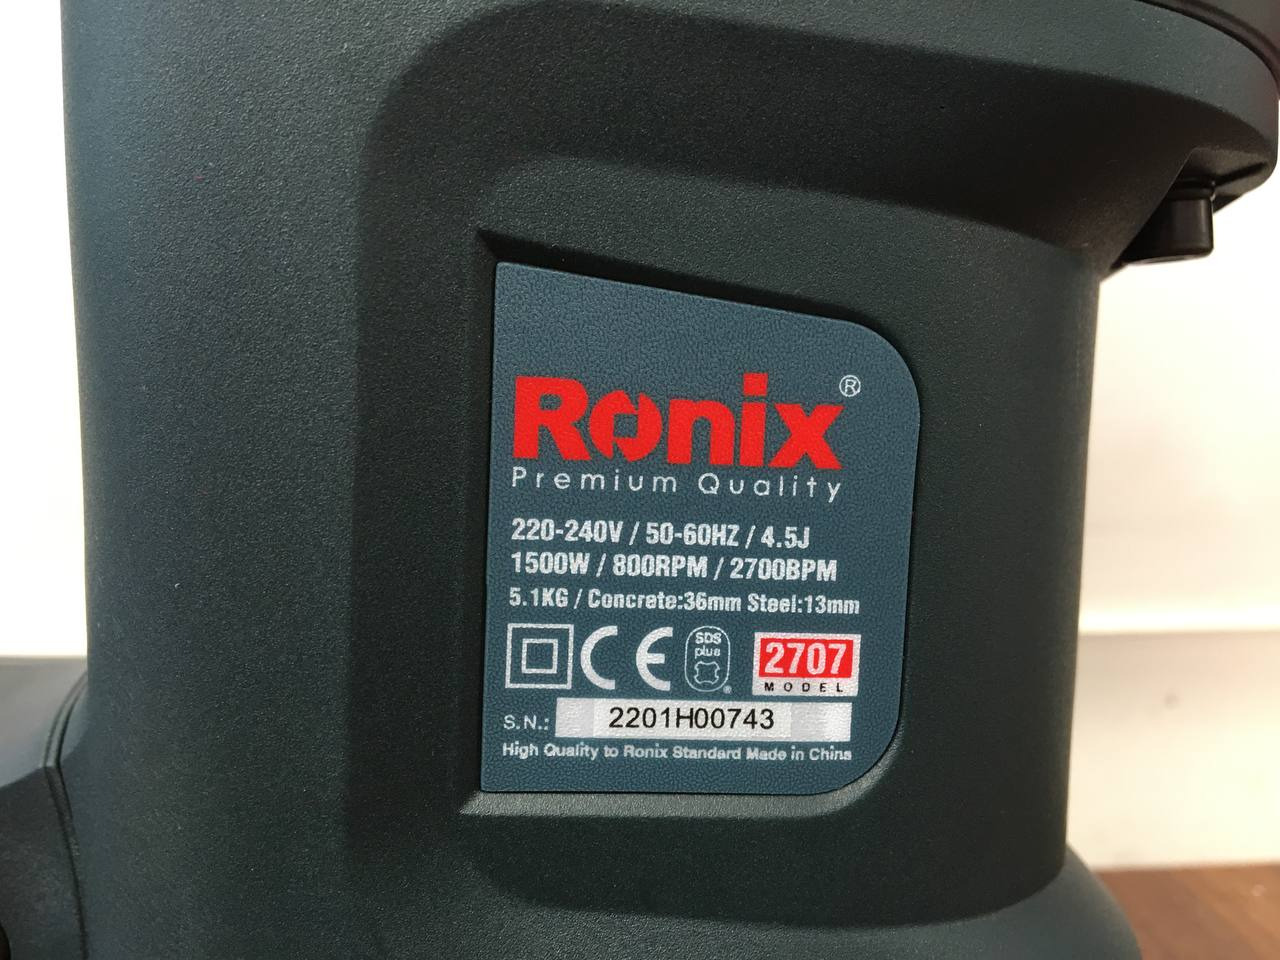 Ronix®
Premium Quality
220-240V / 50-60HZ / 4.5J
1500W / 800RPM / 2700BPM
5.1KG / Concrete:36mm Steel:13mm
CE SDS plus ® 2707
MODEL
S.N.: 2201H00743
High Quality to Ronix Standard Made in China